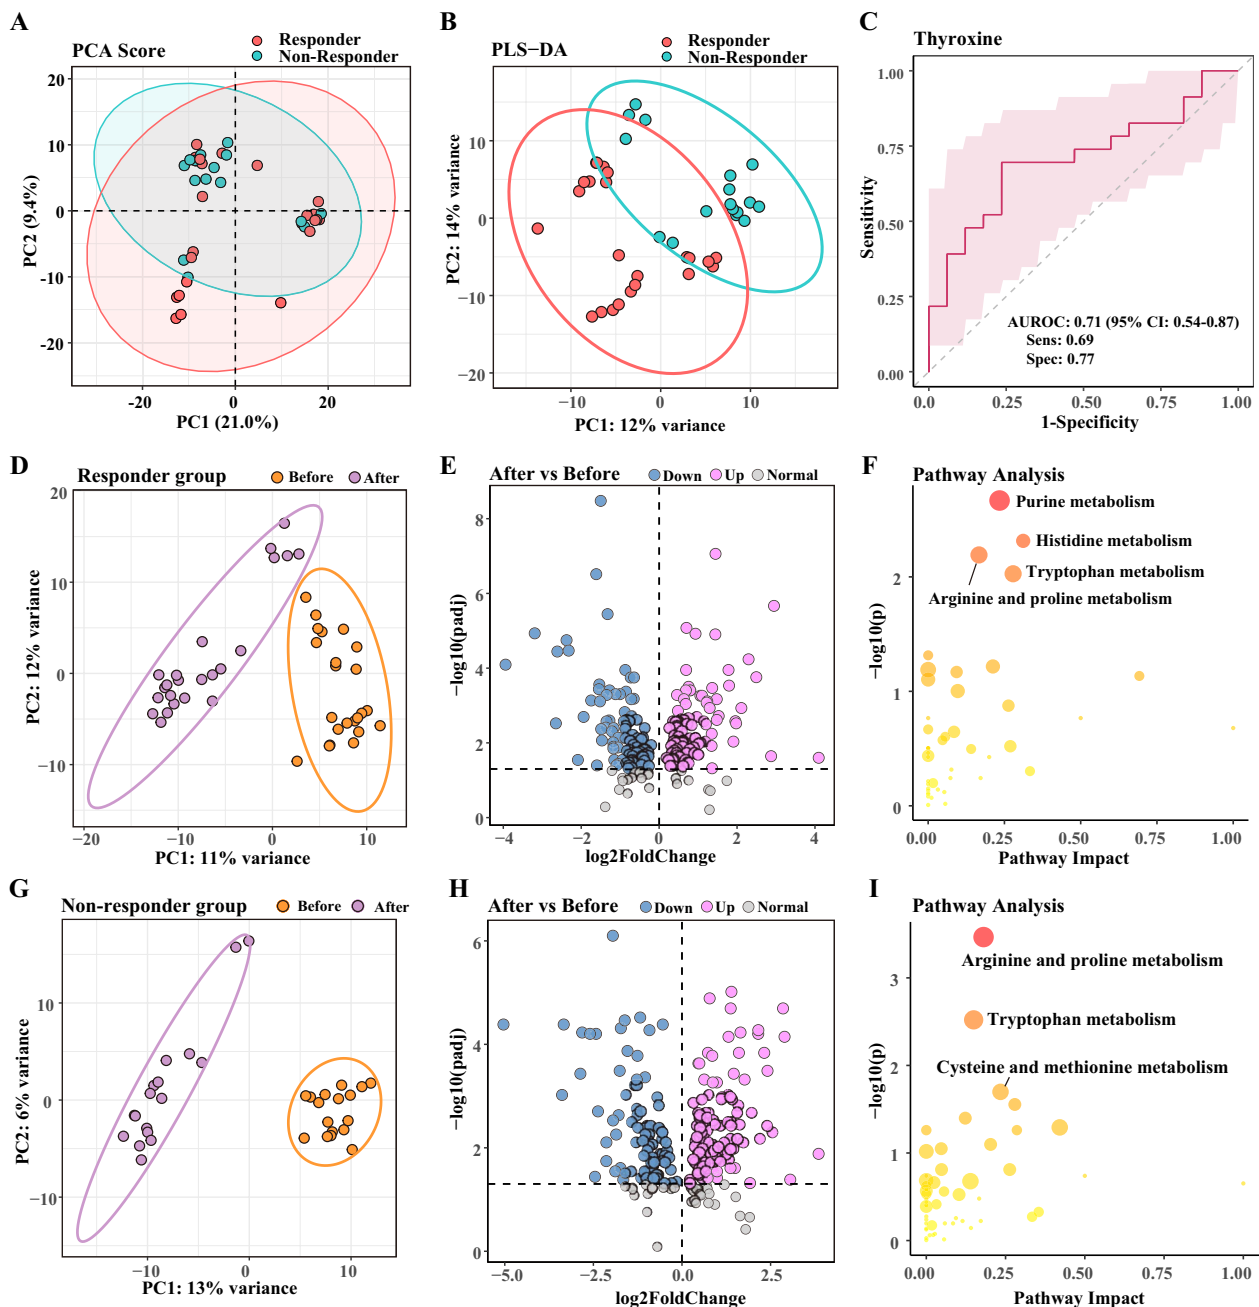 A
PCA Score
Responder
Non-Responder
20
10
0
-10
-20
-20
0
20
PC2 (9.4%)
PC1 (21.0%)
B
PLS−DA
Responder
Non−Responder
10
0
−10
−20
−10
0
10
PC2: 14% variance
PC1: 12% variance
C
Thyroxine
1.00
0.75
0.50
0.25
0.00
0.0
0.25
0.50
0.75
1.00
Sensitivity
1-Specificity
AUROC: 0.71 (95% CI: 0.54-0.87)
Sens: 0.69
Spec: 0.77
D
Responder group
Before
After
20
10
0
−10
−20
−10
0
10
PC2: 12% variance
PC1: 11% variance
E
After vs Before
Down
Up
Normal
8
6
4
2
0
−4
−2
0
2
4
−log10(padj)
log2FoldChange
F
Pathway Analysis
Purine metabolism
Histidine metabolism
Tryptophan metabolism
Arginine and proline metabolism
2
1
0
0.0
0.25
0.50
0.75
1.0
−log10(p)
Pathway Impact
G
Non-responder group
Before
After
10
0
−10
−10
0
10
PC2: 6% variance
PC1: 13% variance
H
After vs Before
Down
Up
Normal
6
4
2
0
−5.0
−2.5
0.0
2.5
−log10(padj)
log2FoldChange
I
Pathway Analysis
Arginine and proline metabolism
Tryptophan metabolism
Cysteine and methionine metabolism
3
2
1
0
0.0
0.25
0.50
0.75
1.0
−log10(p)
Pathway Impact